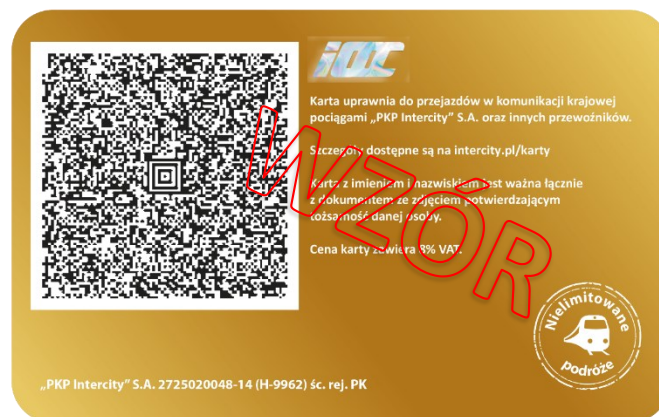 Karta uprawnia do przejazdów w komunikacji krajowej
pociągami „PKP Intercity” S.A. oraz innych przewoźników.
Szczegóły dostępne są na intercity.pl/karty
Karta z imieniem i nazwiskiem jest ważna łącznie
z dokumentem ze zdjęciem potwierdzającym
tożsamość danej osoby.
Cena karty zawiera 8% VAT.
WZÓR
Nielimitowane
podróże
„PKP Intercity” S.A. 2725020048-14 (H-9962) śc. rej. PK